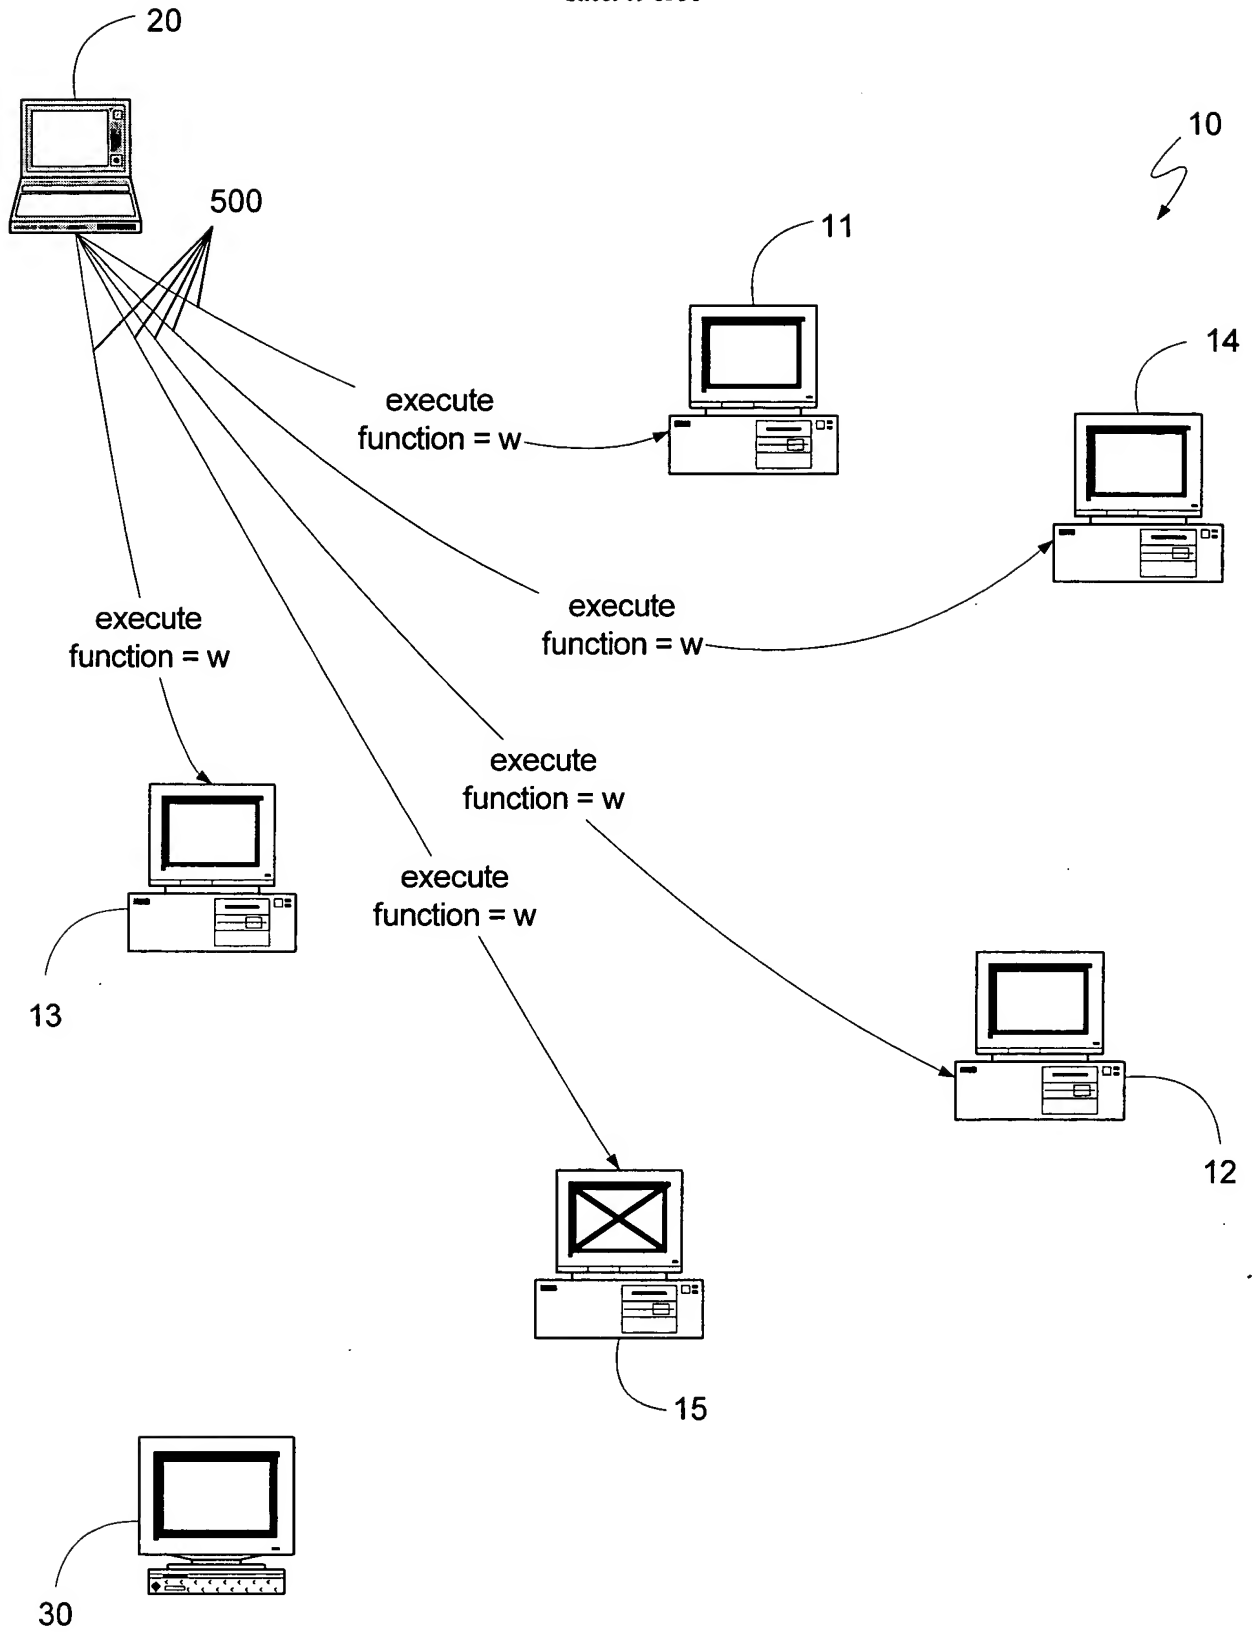 20
10
500
11
14
execute
function = w
execute
function = w
execute
function = w
execute
function = w
execute
function = w
13
12
15
30